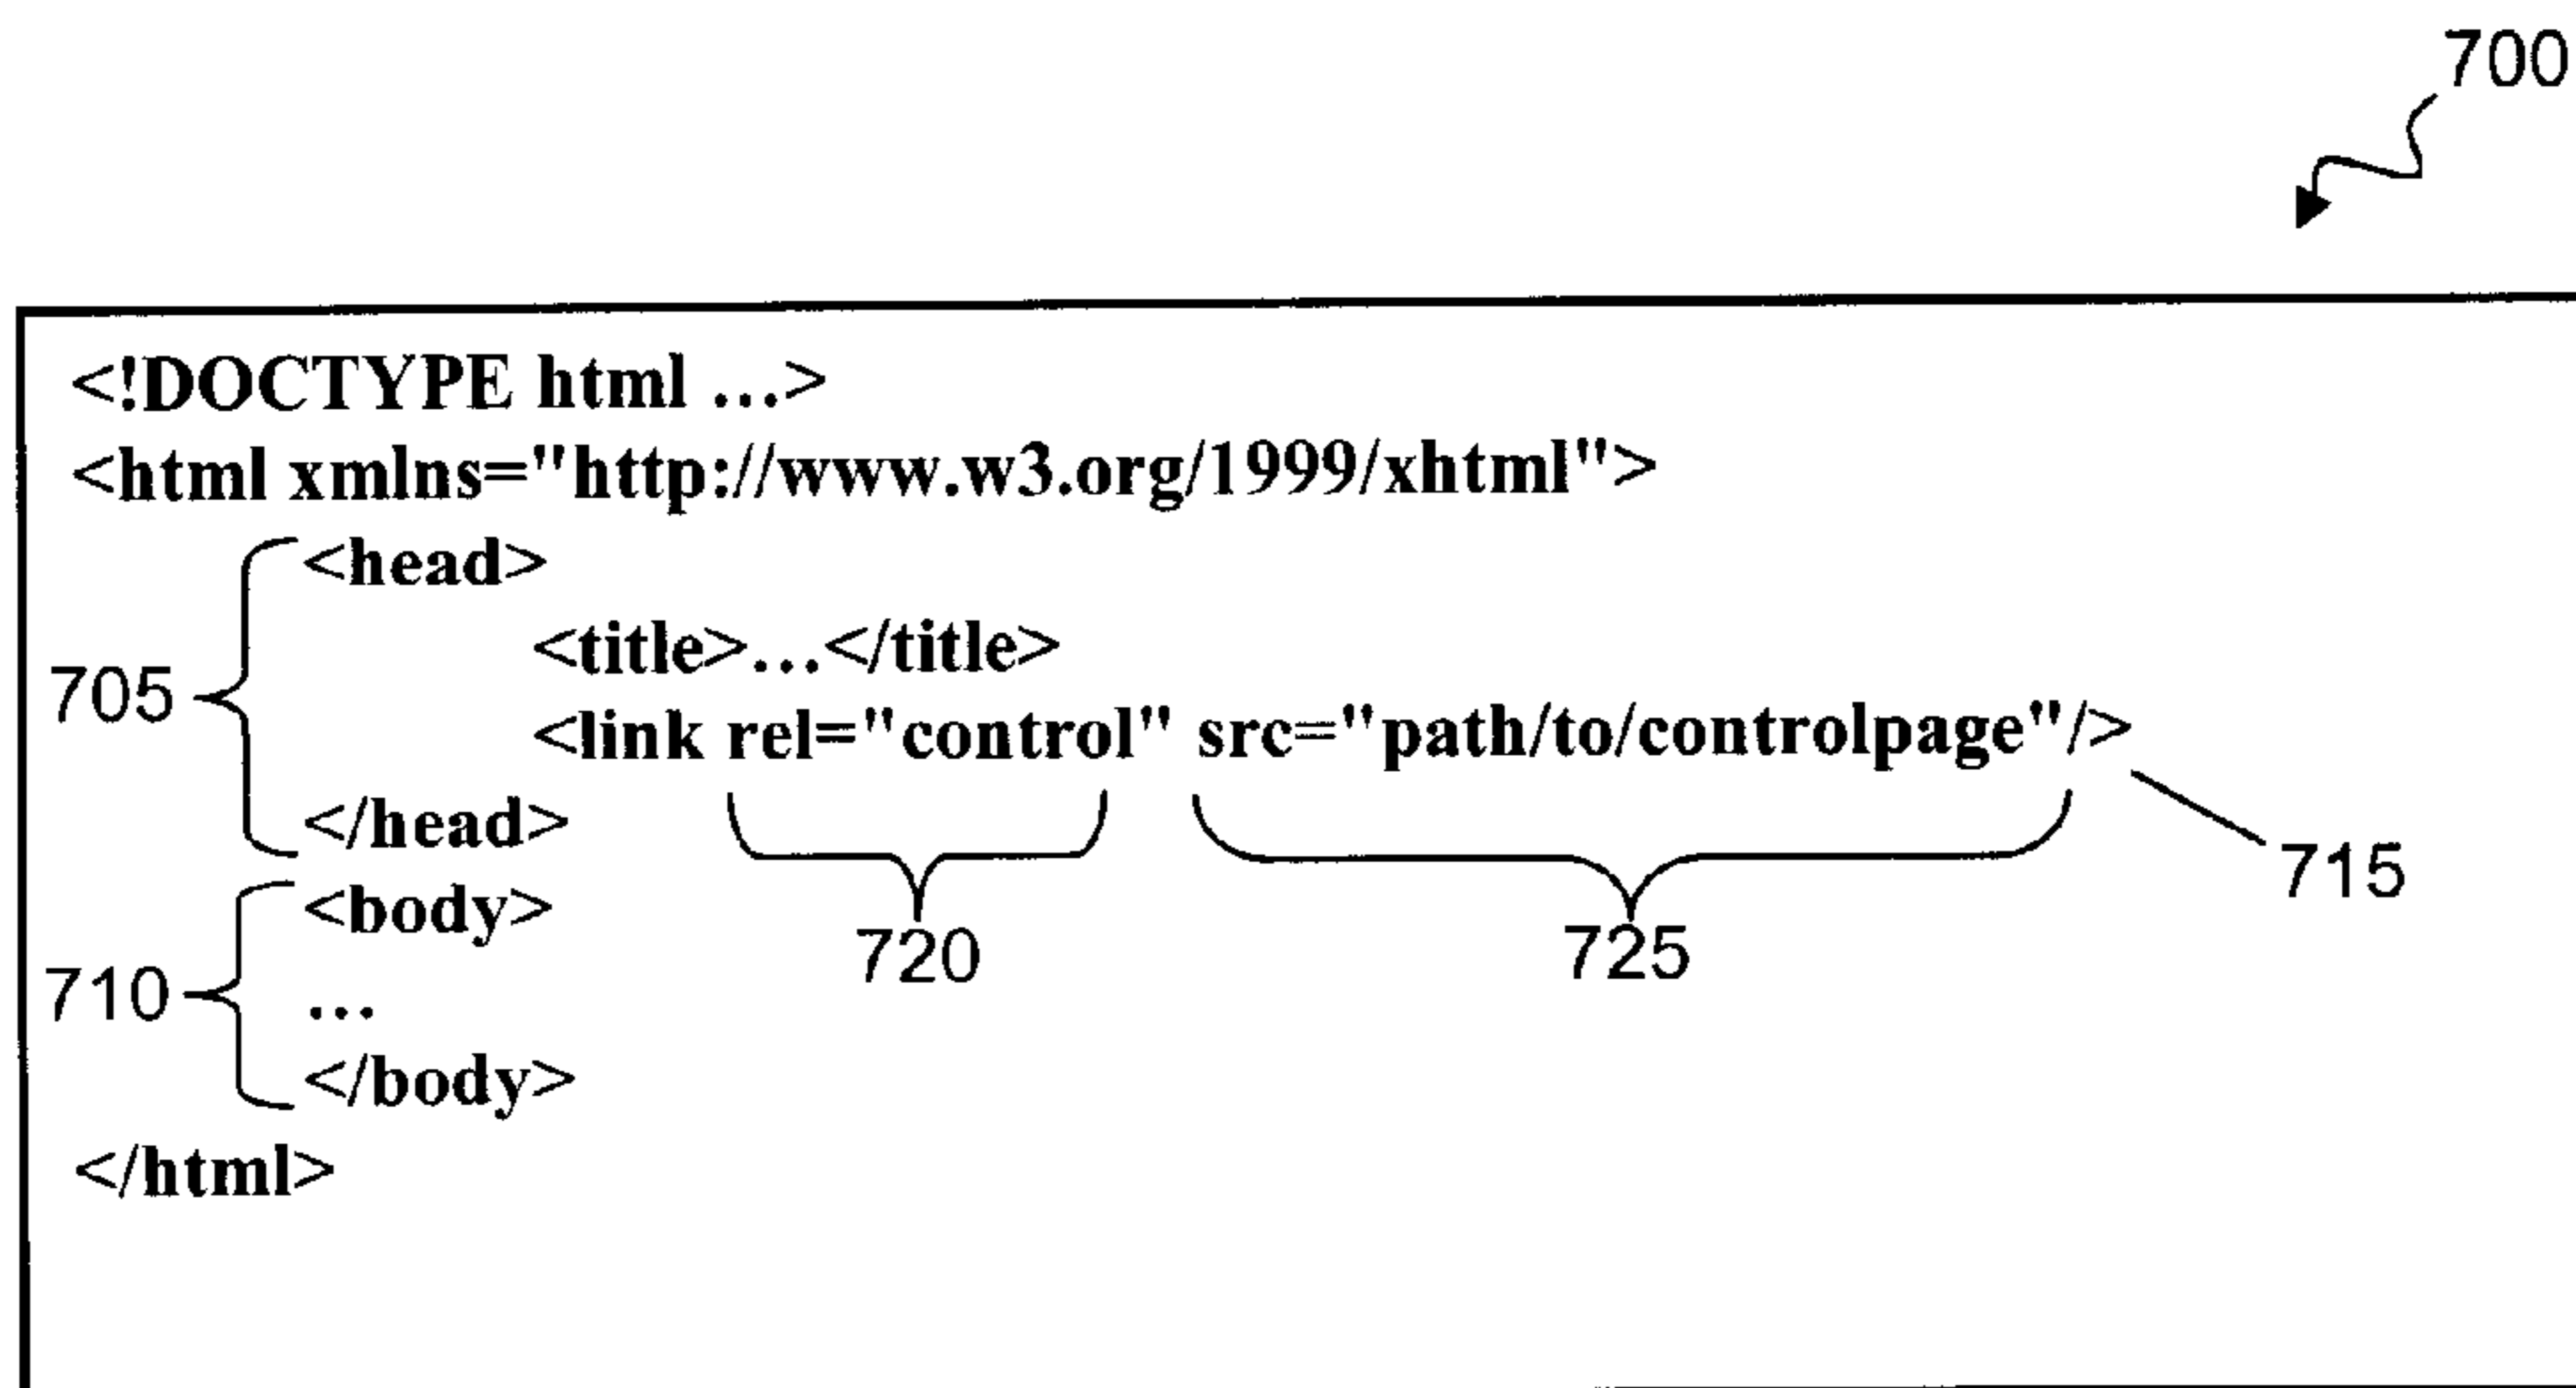 700
<!DOCTYPE html ...>
<html xmlns="http://www.w3.org/1999/xhtml">
<head>
<title>...</title>
705
<link rel="control" src="path/to/controlpage"/>
</head>
715
<body>
720
725
710
...
</body>
</html>